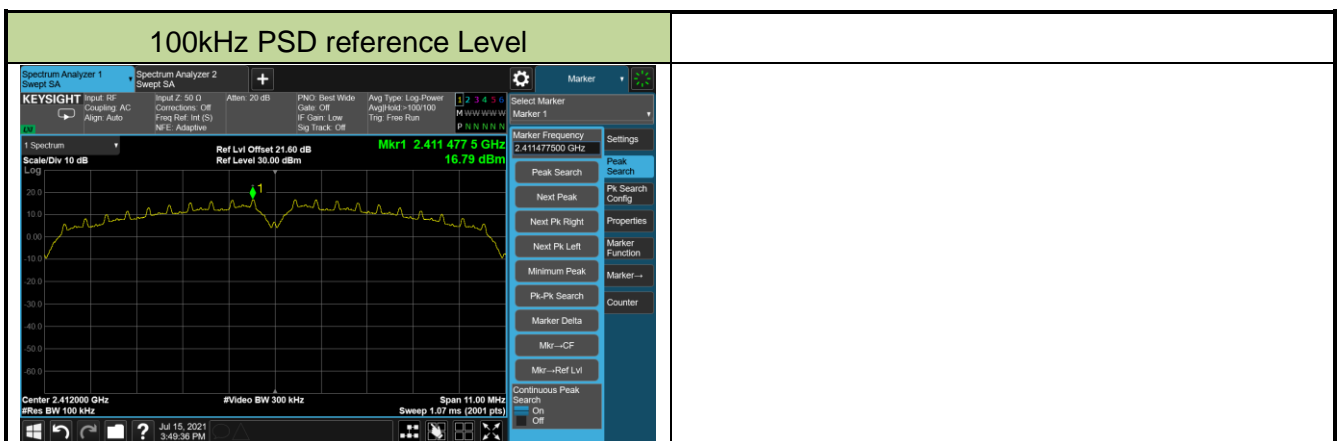 100kHz PSD reference Level
Spectrum Analyzer 1
Swept SA
Spectrum Analyzer 2
Swept SA
+
Marker
KEYSIGHT
Input: RF
Coupling: AC
Align: Auto
Input Z: 50 Ω
Corrections: Off
Freq Ref: Int (S)
NFE: Adaptive
Atten: 20 dB
PNO: Best Wide
Gate: Off
IF Gain: Low
Sig Track: Off
Avg Type: Log-Power
Avg|Hold:>100/100
Trig: Free Run
1 2 3 4 5 6
M W W W W W
P N N N N N
Select Marker
Marker 1
1 Spectrum
Scale/Div 10 dB
Log
Ref Lvl Offset 21.60 dB
Ref Level 30.00 dBm
Mkr1 2.411 477 5 GHz
16.79 dBm
1
20.0
10.0
0.00
-10.0
-20.0
-30.0
-40.0
-50.0
-60.0
Center 2.412000 GHz
#Res BW 100 kHz
#Video BW 300 kHz
Span 11.00 MHz
Sweep 1.07 ms (2001 pts)
Marker Frequency
2.411477500 GHz
Peak Search
Next Peak
Next Pk Right
Next Pk Left
Minimum Peak
Pk-Pk Search
Marker Delta
Mkr→CF
Mkr→Ref Lvl
Continuous Peak
Search
On
Off
Settings
Peak
Search
Pk Search
Config
Properties
Marker
Function
Marker→
Counter
?
Jul 15, 2021
3:49:36 PM